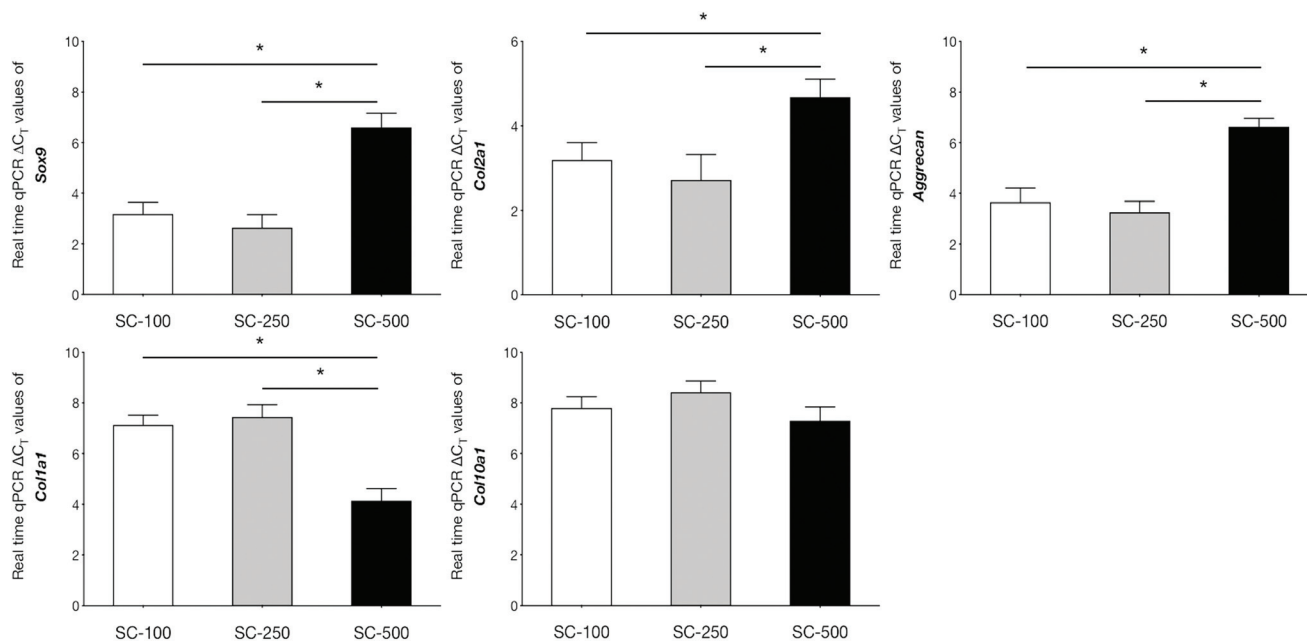 Real time qPCR ΔCT values of
Sox9
10
8
6
4
2
0
*
*
SC-100 SC-250 SC-500
Real time qPCR ΔCT values of
Col2a1
6
4
2
0
*
*
SC-100 SC-250 SC-500
Real time qPCR ΔCT values of
Aggrecan
10
8
6
4
2
0
*
*
SC-100 SC-250 SC-500
Real time qPCR ΔCT values of
Col1a1
10
8
6
4
2
0
*
*
SC-100 SC-250 SC-500
Real time qPCR ΔCT values of
Col10a1
10
8
6
4
2
0
SC-100 SC-250 SC-500